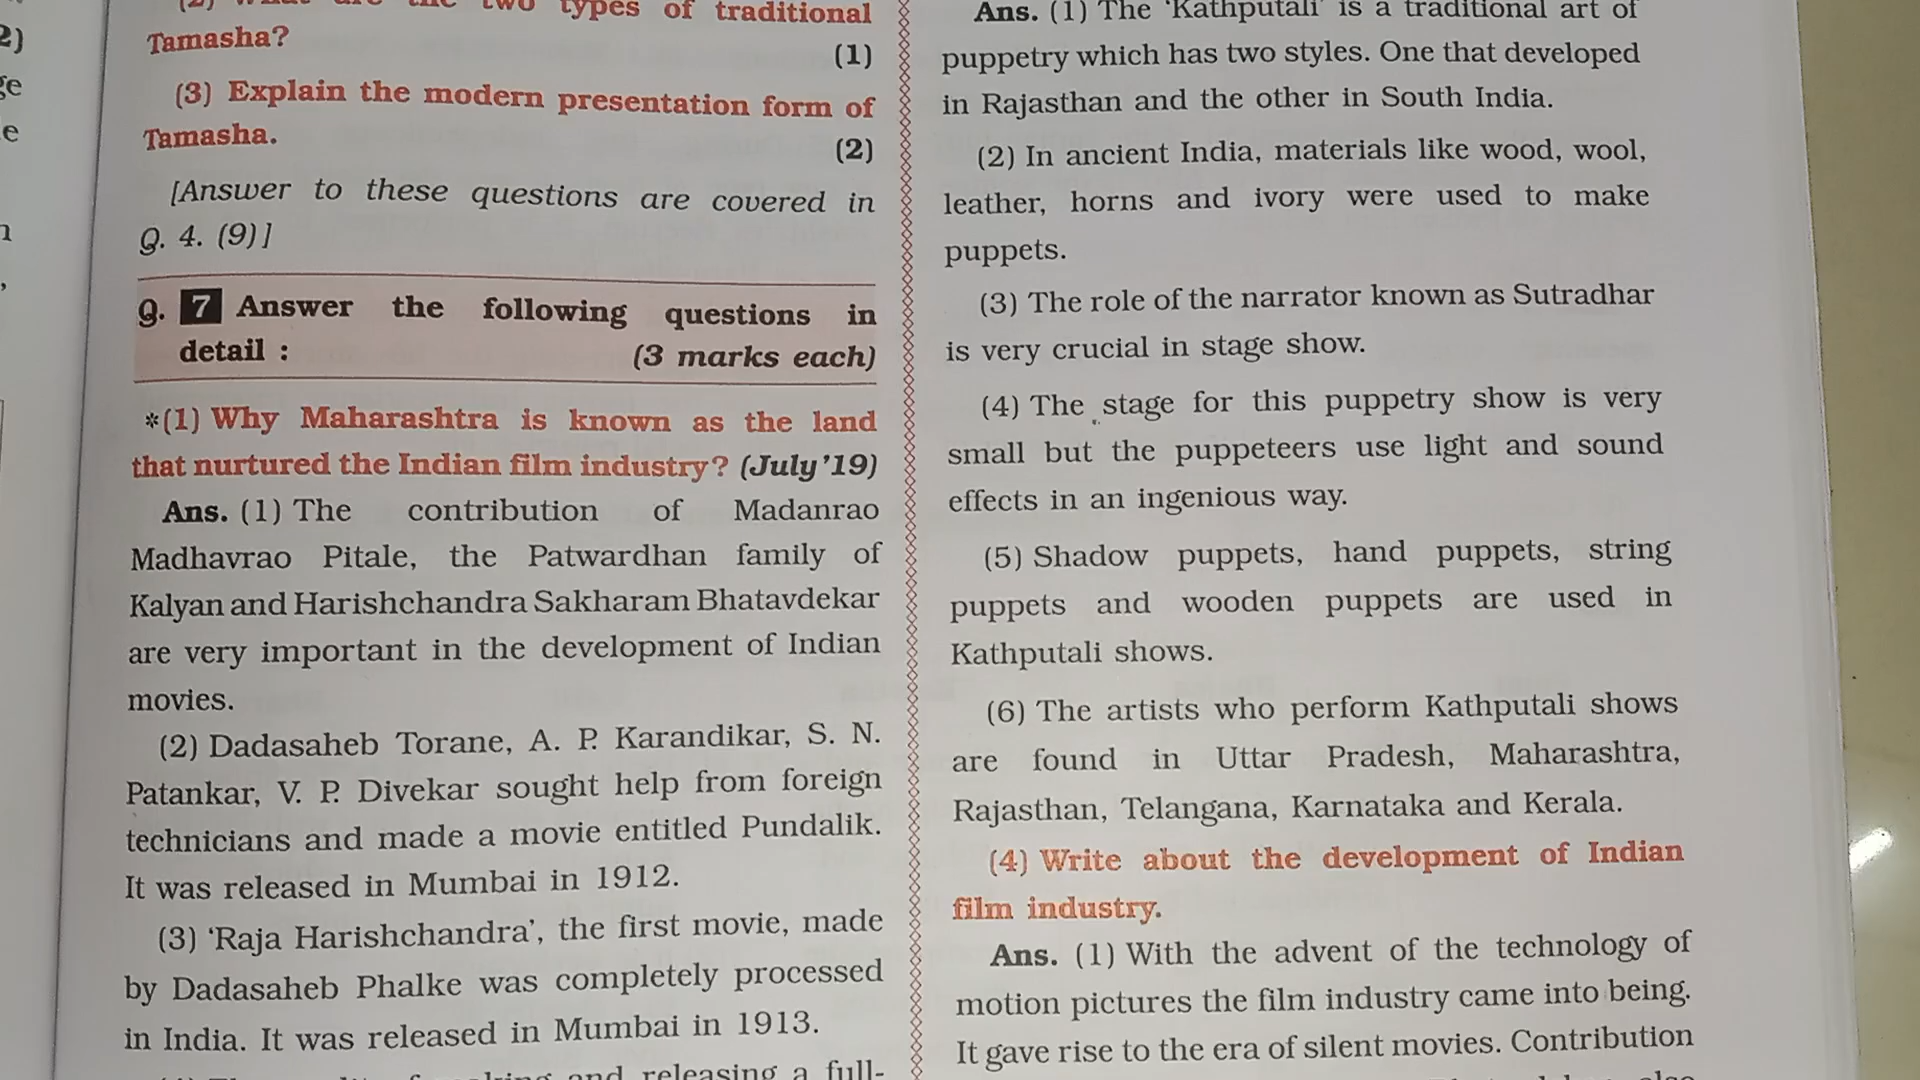 types of traditional
Tamasha?
(1)
(3) Explain the modern presentation form of
Tamasha.
(2)
[Answer to these questions are covered in
Q. 4. (9)]
Q. 7 Answer the following questions in
detail : (3 marks each)
*(1) Why Maharashtra is known as the land
that nurtured the Indian film industry? (July'19)
Ans. (1) The contribution of Madanrao
Madhavrao Pitale, the Patwardhan family of
Kalyan and Harishchandra Sakharam Bhatavdekar
are very important in the development of Indian
movies.
(2) Dadasaheb Torane, A. P. Karandikar, S. N.
Patankar, V. P. Divekar sought help from foreign
technicians and made a movie entitled Pundalik.
It was released in Mumbai in 1912.
(3) 'Raja Harishchandra', the first movie, made
by Dadasaheb Phalke was completely processed
in India. It was released in Mumbai in 1913.
and releasing a full-
Ans. (1) The 'Kathputali' is a traditional art of
puppetry which has two styles. One that developed
in Rajasthan and the other in South India.
(2) In ancient India, materials like wood, wool,
leather, horns and ivory were used to make
puppets.
(3) The role of the narrator known as Sutradhar
is very crucial in stage show.
(4) The stage for this puppetry show is very
small but the puppeteers use light and sound
effects in an ingenious way.
(5) Shadow puppets, hand puppets, string
puppets and wooden puppets are used in
Kathputali shows.
(6) The artists who perform Kathputali shows
are found in Uttar Pradesh, Maharashtra,
Rajasthan, Telangana, Karnataka and Kerala.
(4) Write about the development of Indian
film industry.
Ans. (1) With the advent of the technology of
motion pictures the film industry came into being.
It gave rise to the era of silent movies. Contribution